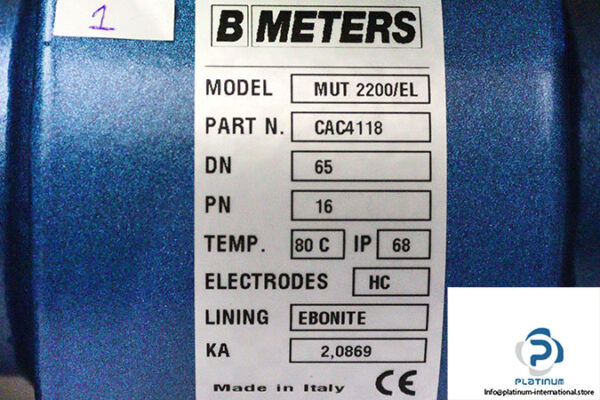 1
B METERS
MODEL MUT 2200/EL
PART N. CAC4118
DN 65
PN 16
TEMP. 80 C IP 68
ELECTRODES HC
LINING EBONITE
KA 2,0869
Made in Italy CE
PLATINUM
Info@platinum-international.store